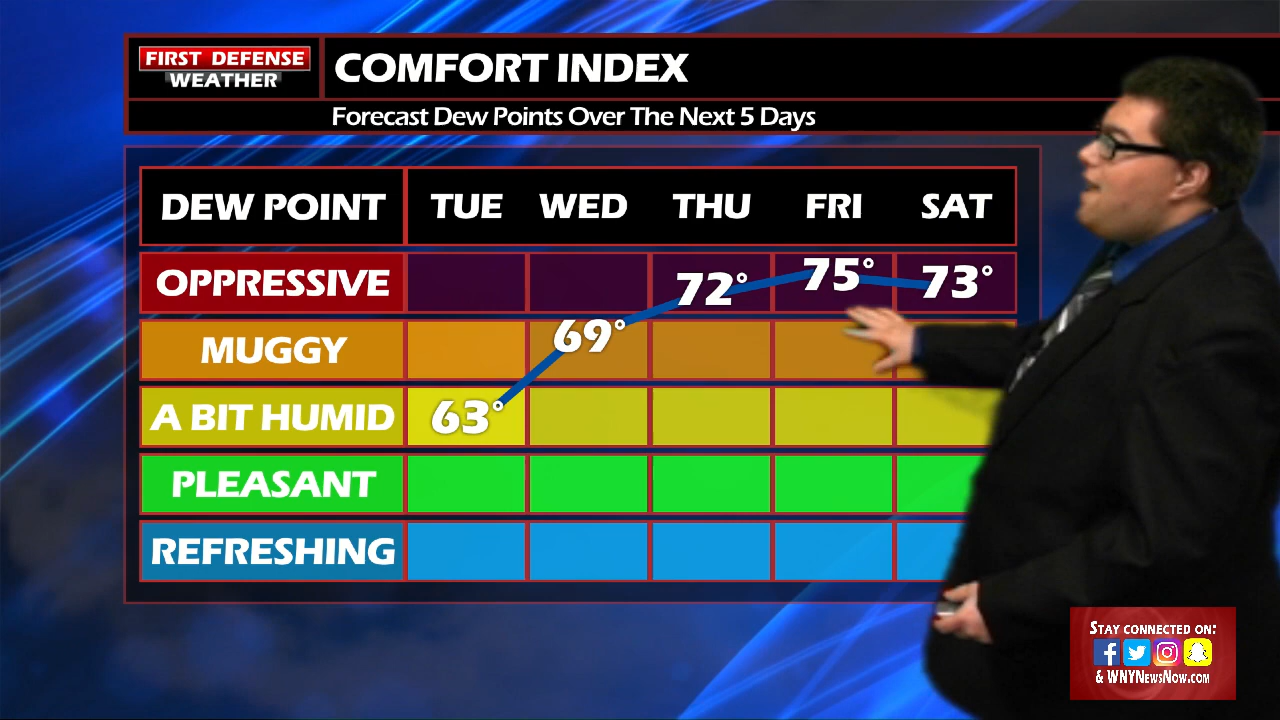 FIRST DEFENSE
WEATHER
COMFORT INDEX
Forecast Dew Points Over The Next 5 Days
DEW POINT TUE WED THU FRI SAT
OPPRESSIVE 72° 75° 73°
MUGGY 69°
A BIT HUMID 63°
PLEASANT
REFRESHING
STAY CONNECTED ON:
& WNYNEWSNOW.COM